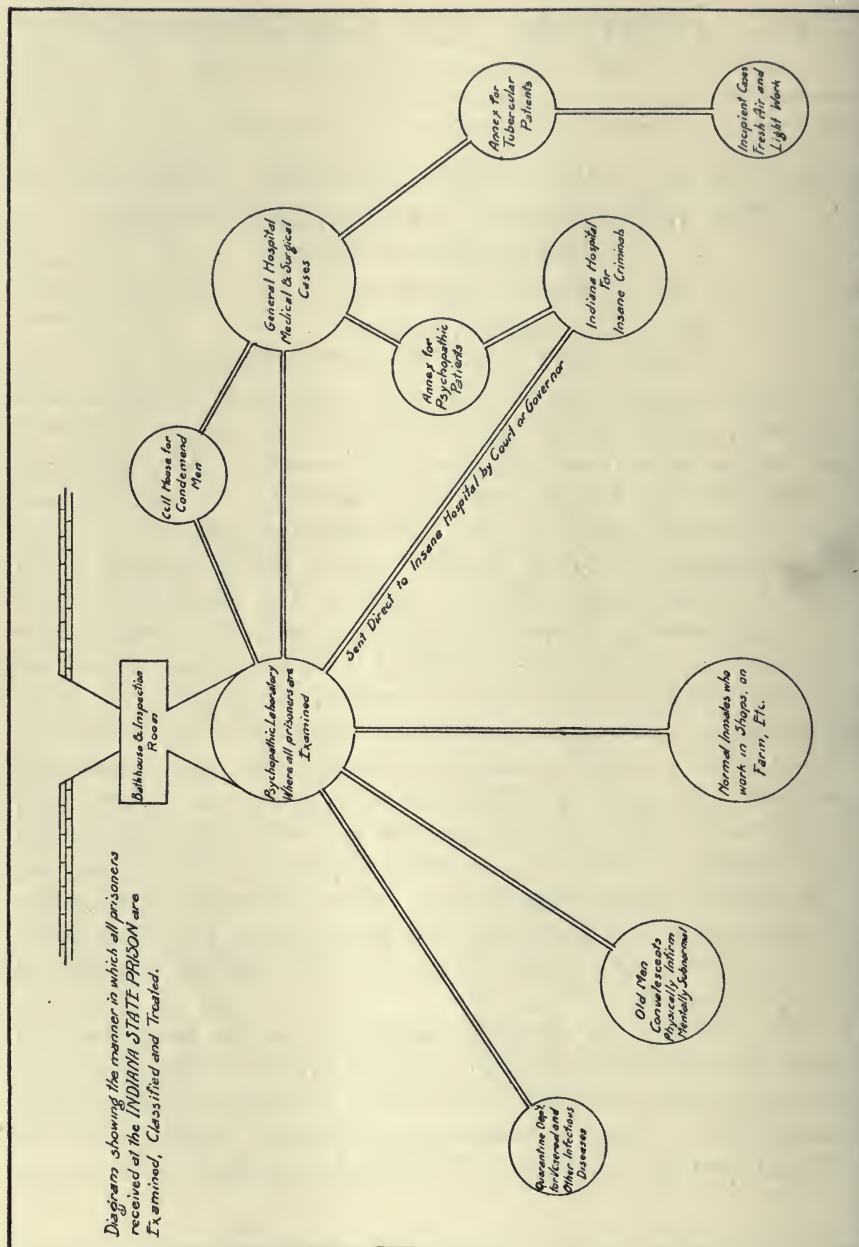 Diagram showing the manner in which all prisoners
received at the INDIANA STATE PRISON are
Examined, Classified and Treated.
Bathhouse & Inspection
Room
Psychopathic Laboratory
Where all prisoners are
Examined
Cell House for
Condemend
Men
General Hospital
Medical & Surgical
Cases
Annex for
Tubercular
Patients
Incipient Cases
Fresh Air and
Light Work
Annex for
Psychopathic
Patients
Indiana Hospital
For
Insane Criminals
Sent Direct to Insane Hospital by Court or Governor
Normal Inmates who
work in Shops, on
Farm, Etc.
Old Men
Convalescents
Physically Infirm
Mentally Subnormal
Quarantine Dep't.
for Venereal and
Other Infectious
Diseases